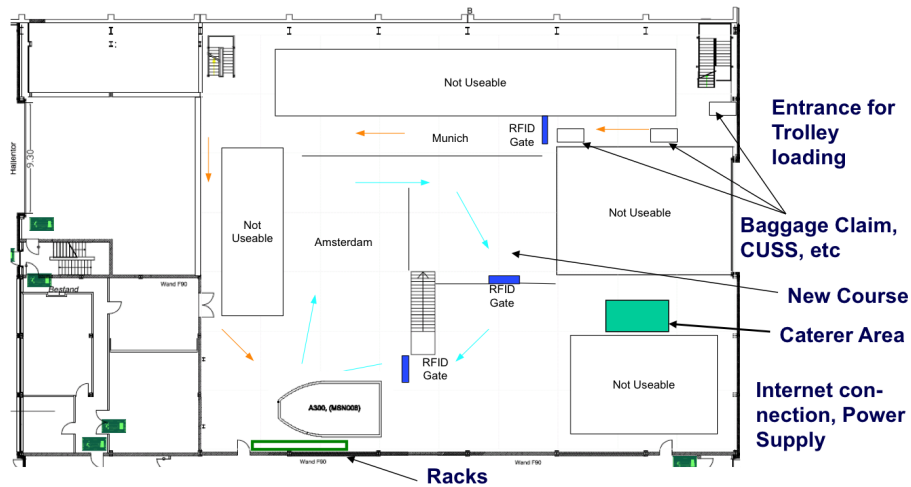 B
Not Useable
Entrance for
Trolley
loading
RFID
Gate
Munich
Hallentor
9.30
Not
Useable
Not Useable
Amsterdam
Baggage Claim,
CUSS, etc
Wand F90
Bestand
RFID
Gate
New Course
Caterer Area
RFID
Gate
Not Useable
A300, (MSN008)
Internet con-
nection, Power
Supply
Wand F90
Wand F90
Racks